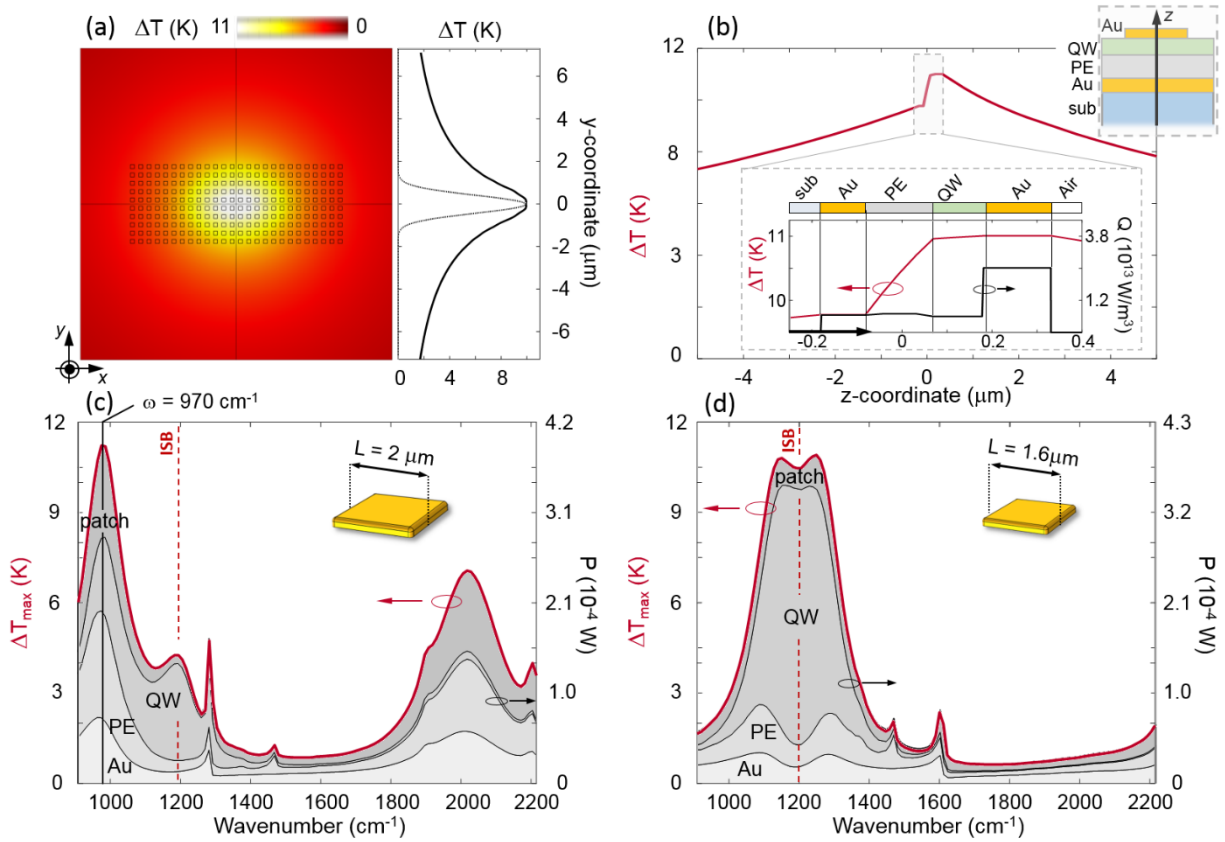 (a)
ΔT (K)
11
0
ΔT (K)
6
4
2
0
-2
-4
-6
y-coordinate (μm)
0
4
8
10
y
x
(b)
12
8
3
0
ΔT (K)
-4
-2
0
2
4
z-coordinate (μm)
z
Au
QW
PE
Au
sub
sub
Au
PE
QW
Au
Air
11
10
ΔT (K)
3.8
1.2
Q (10¹³ W/m³)
-0.2
0
0.2
0.4
(c)
ω = 970 cm⁻¹
ISB
L = 2 μm
patch
QW
PE
Au
12
9
6
3
0
ΔTmax (K)
4.2
3.1
2.1
1.0
0
P (10⁻⁴ W)
1000
1200
1400
1600
1800
2000
2200
Wavenumber (cm⁻¹)
(d)
ISB
L = 1.6μm
patch
QW
PE
Au
12
9
6
3
0
ΔTmax (K)
4.3
3.2
2.1
1.0
0
P (10⁻⁴ W)
1000
1200
1400
1600
1800
2000
2200
Wavenumber (cm⁻¹)